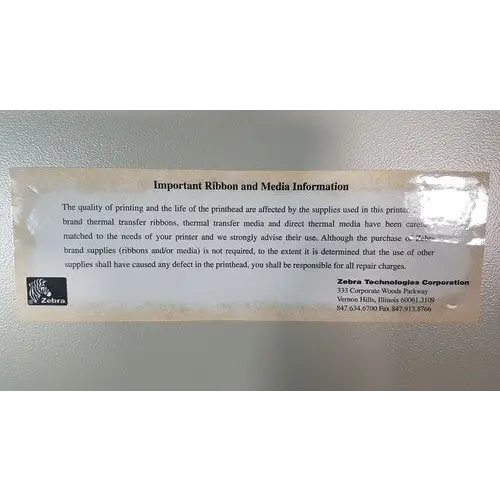 Important Ribbon and Media Information
The quality of printing and the life of the printhead are affected by the supplies used in this printer.
brand thermal transfer ribbons, thermal transfer media and direct thermal media have been
matched to the needs of your printer and we strongly advise their use. Although the purchase of Zebra
brand supplies (ribbons and/or media) is not required, to the extent it is determined that the use of other
supplies shall have caused any defect in the printhead, you shall be responsible for all repair charges.
Zebra
Zebra Technologies Corporation
333 Corporate Woods Parkway
Vernon Hills, Illinois 60061.3109
847.634.6700 Fax 847.913.8766